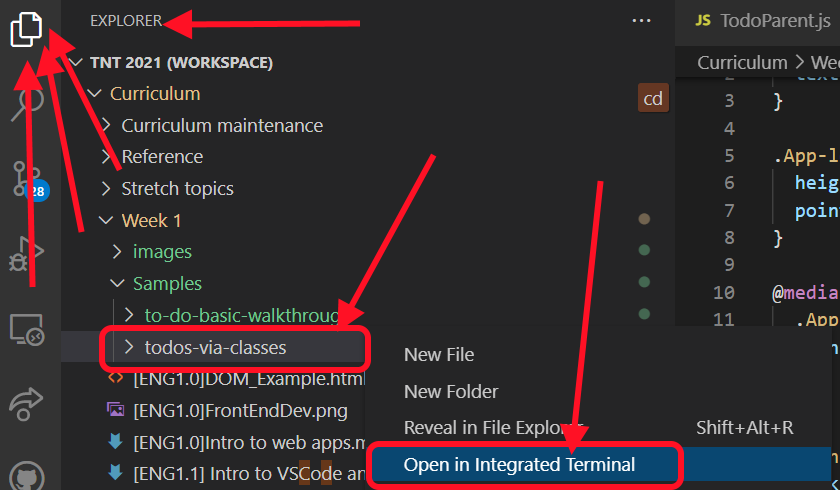 EXPLORER
TNT 2021 (WORKSPACE)
Curriculum
cd
Curriculum maintenance
Reference
Stretch topics
28
Week 1
images
Samples
to-do-basic-walkthroug
todos-via-classes
[ENG1.0]DOM_Example.html
[ENG1.0]FrontEndDev.png
[ENG1.0]Intro to web apps.m
[ENG1.1] Intro to VSCode an
New File
New Folder
Reveal in File Explorer Shift+Alt+R
Open in Integrated Terminal
JS TodoParent.js
Curriculum > Wee
2 text
3 }
4
5 .App-l
6 heig
7 poin
8 }
9
10 @media
11 .App